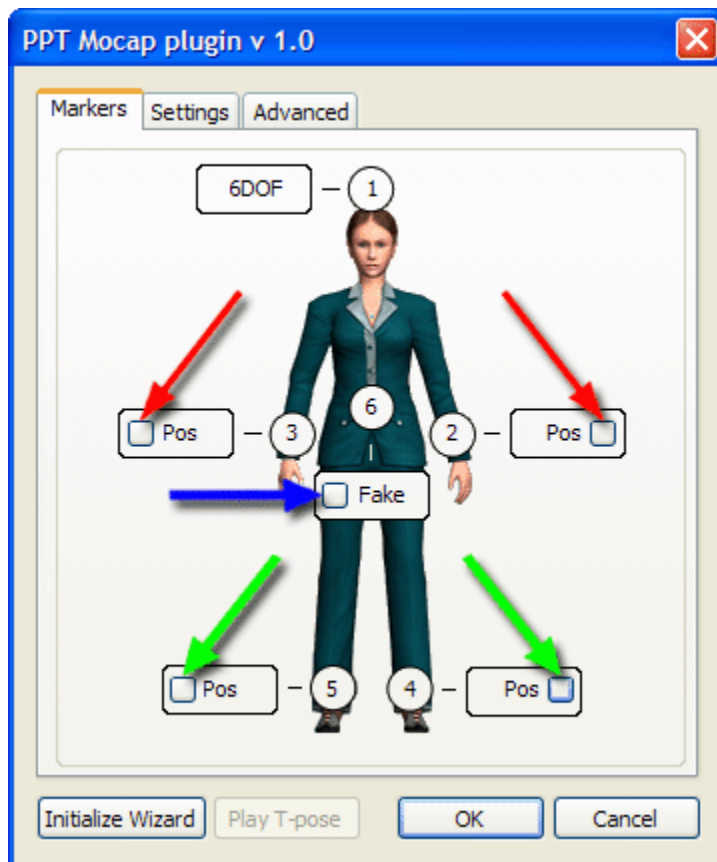 PPT Mocap plugin v 1.0
Markers Settings Advanced
6DOF 1
6
Pos 3 2 Pos
Fake
Pos 5 4 Pos
Initialize Wizard Play T-pose OK Cancel